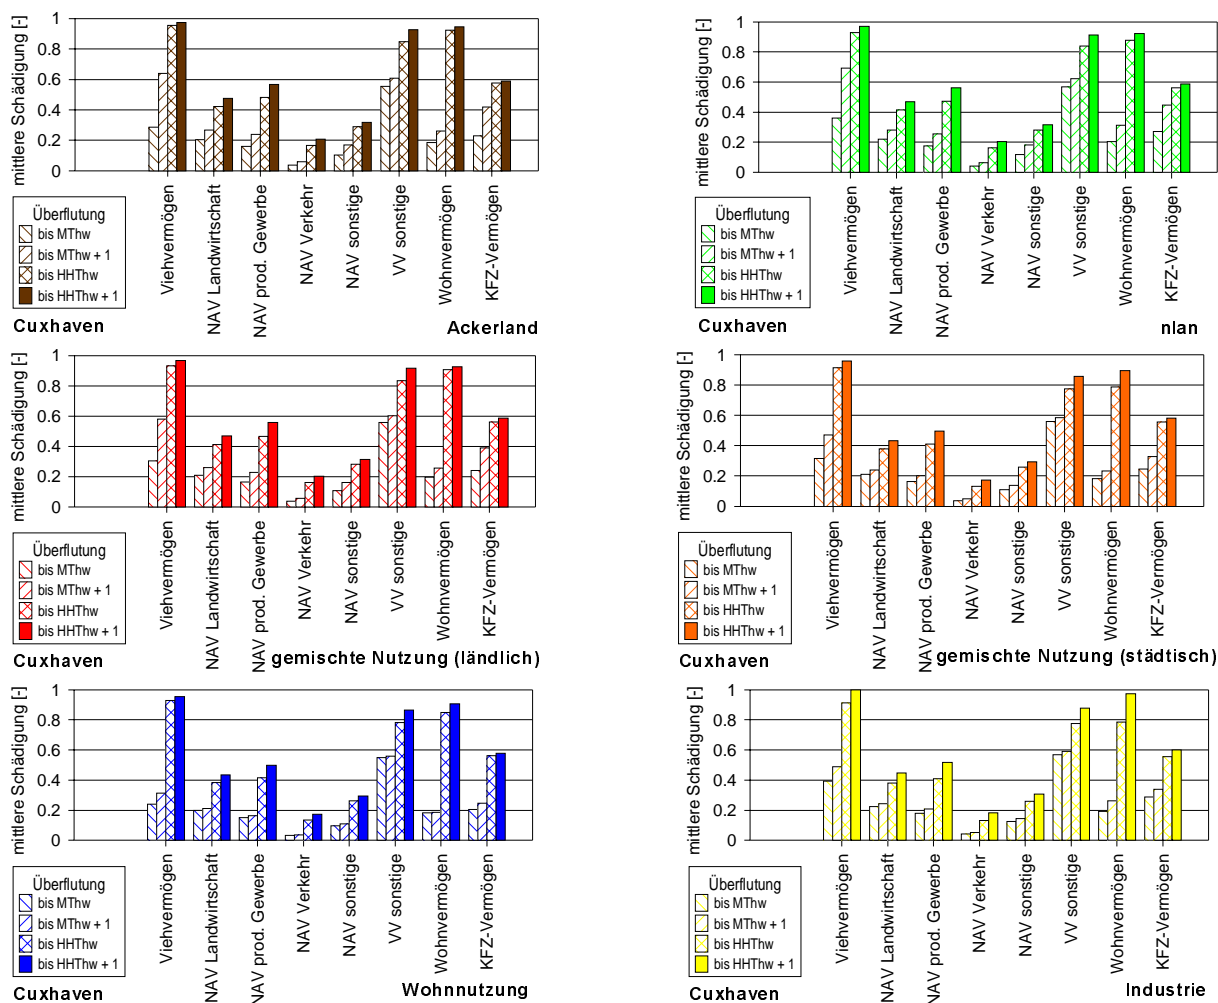 mittlere Schädigung [-]
1
0.8
0.6
0.4
0.2
0
Viehvermögen
NAV Landwirtschaft
NAV prod. Gewerbe
NAV Verkehr
NAV sonstige
VV sonstige
Wohnvermögen
KFZ-Vermögen
Überflutung
bis MThw
bis MThw + 1
bis HHThw
bis HHThw + 1
Cuxhaven
Ackerland
mittlere Schädigung [-]
1
0.8
0.6
0.4
0.2
0
Viehvermögen
NAV Landwirtschaft
NAV prod. Gewerbe
NAV Verkehr
NAV sonstige
VV sonstige
Wohnvermögen
KFZ-Vermögen
Überflutung
bis MThw
bis MThw + 1
bis HHThw
bis HHThw + 1
Cuxhaven
nlan
mittlere Schädigung [-]
1
0.8
0.6
0.4
0.2
0
Viehvermögen
NAV Landwirtschaft
NAV prod. Gewerbe
NAV Verkehr
NAV sonstige
VV sonstige
Wohnvermögen
KFZ-Vermögen
Überflutung
bis MThw
bis MThw + 1
bis HHThw
bis HHThw + 1
Cuxhaven
gemischte Nutzung (ländlich)
mittlere Schädigung [-]
1
0.8
0.6
0.4
0.2
0
Viehvermögen
NAV Landwirtschaft
NAV prod. Gewerbe
NAV Verkehr
NAV sonstige
VV sonstige
Wohnvermögen
KFZ-Vermögen
Überflutung
bis MThw
bis MThw + 1
bis HHThw
bis HHThw + 1
Cuxhaven
gemischte Nutzung (städtisch)
mittlere Schädigung [-]
1
0.8
0.6
0.4
0.2
0
Viehvermögen
NAV Landwirtschaft
NAV prod. Gewerbe
NAV Verkehr
NAV sonstige
VV sonstige
Wohnvermögen
KFZ-Vermögen
Überflutung
bis MThw
bis MThw + 1
bis HHThw
bis HHThw + 1
Cuxhaven
Wohnnutzung
mittlere Schädigung [-]
1
0.8
0.6
0.4
0.2
0
Viehvermögen
NAV Landwirtschaft
NAV prod. Gewerbe
NAV Verkehr
NAV sonstige
VV sonstige
Wohnvermögen
KFZ-Vermögen
Überflutung
bis MThw
bis MThw + 1
bis HHThw
bis HHThw + 1
Cuxhaven
Industrie